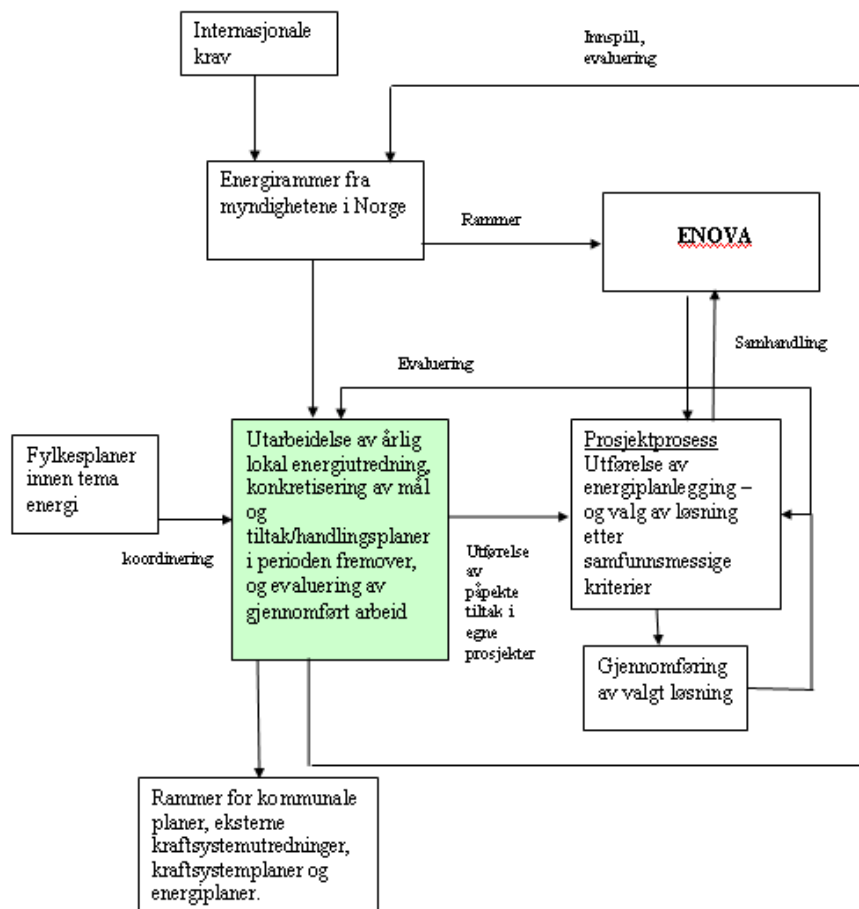 Internasjonale
krav
Innspill,
evaluering
Energirammer fra
myndighetene i Norge
Rammer
ENOVA
Samhandling
Evaluering
Fylkesplaner
innen tema
energi
koordinering
Utarbeidelse av årlig
lokal energiutredning,
konkretisering av mål
og
tiltak/handlingsplaner
i perioden fremover,
og evaluering av
gjennomført arbeid
Utførelse
av
påpekte
tiltak i
egne
prosjekter
Prosjektprosess
Utførelse av
energiplanlegging –
og valg av løsning
etter
samfunnsmessige
kriterier
Gjennomføring
av valgt løsning
Rammer for kommunale
planer, eksterne
kraftsystemutredninger,
kraftsystemplaner og
energiplaner.